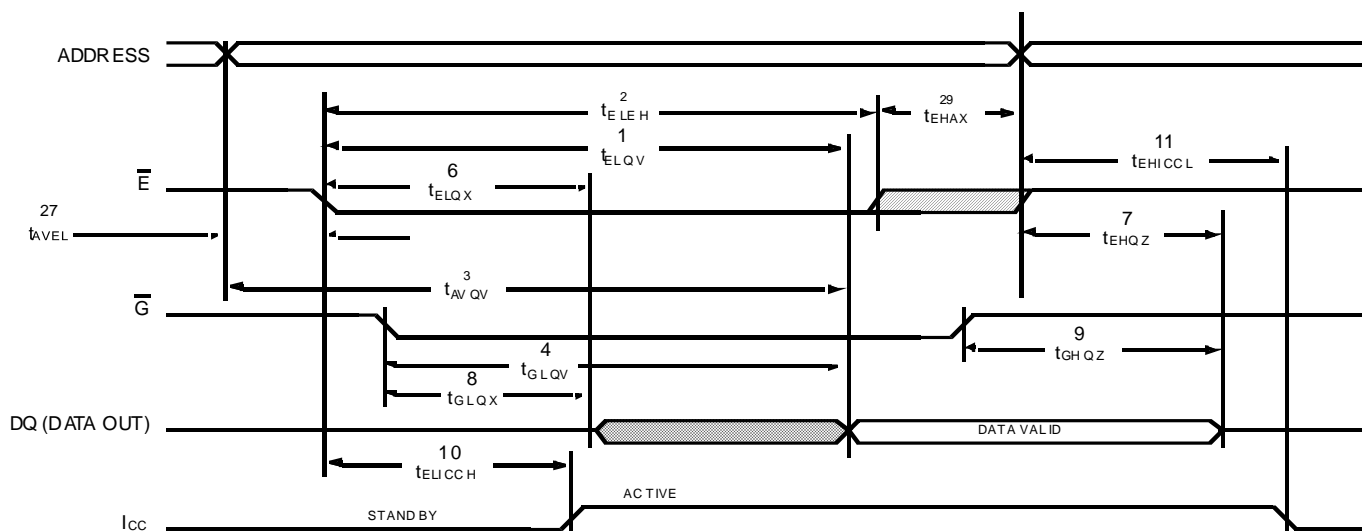 ADDRESS
2
tELEH
29
tEHAX
1
tELQV
11
tEHICCL
6
tELQX
E
27
tAVEL
7
tEHQZ
3
tAVQV
G
9
tGHQZ
4
tGLQV
8
tGLQX
DQ (DATA OUT)
DATA VALID
10
tELICCH
ACTIVE
ICC
STANDBY